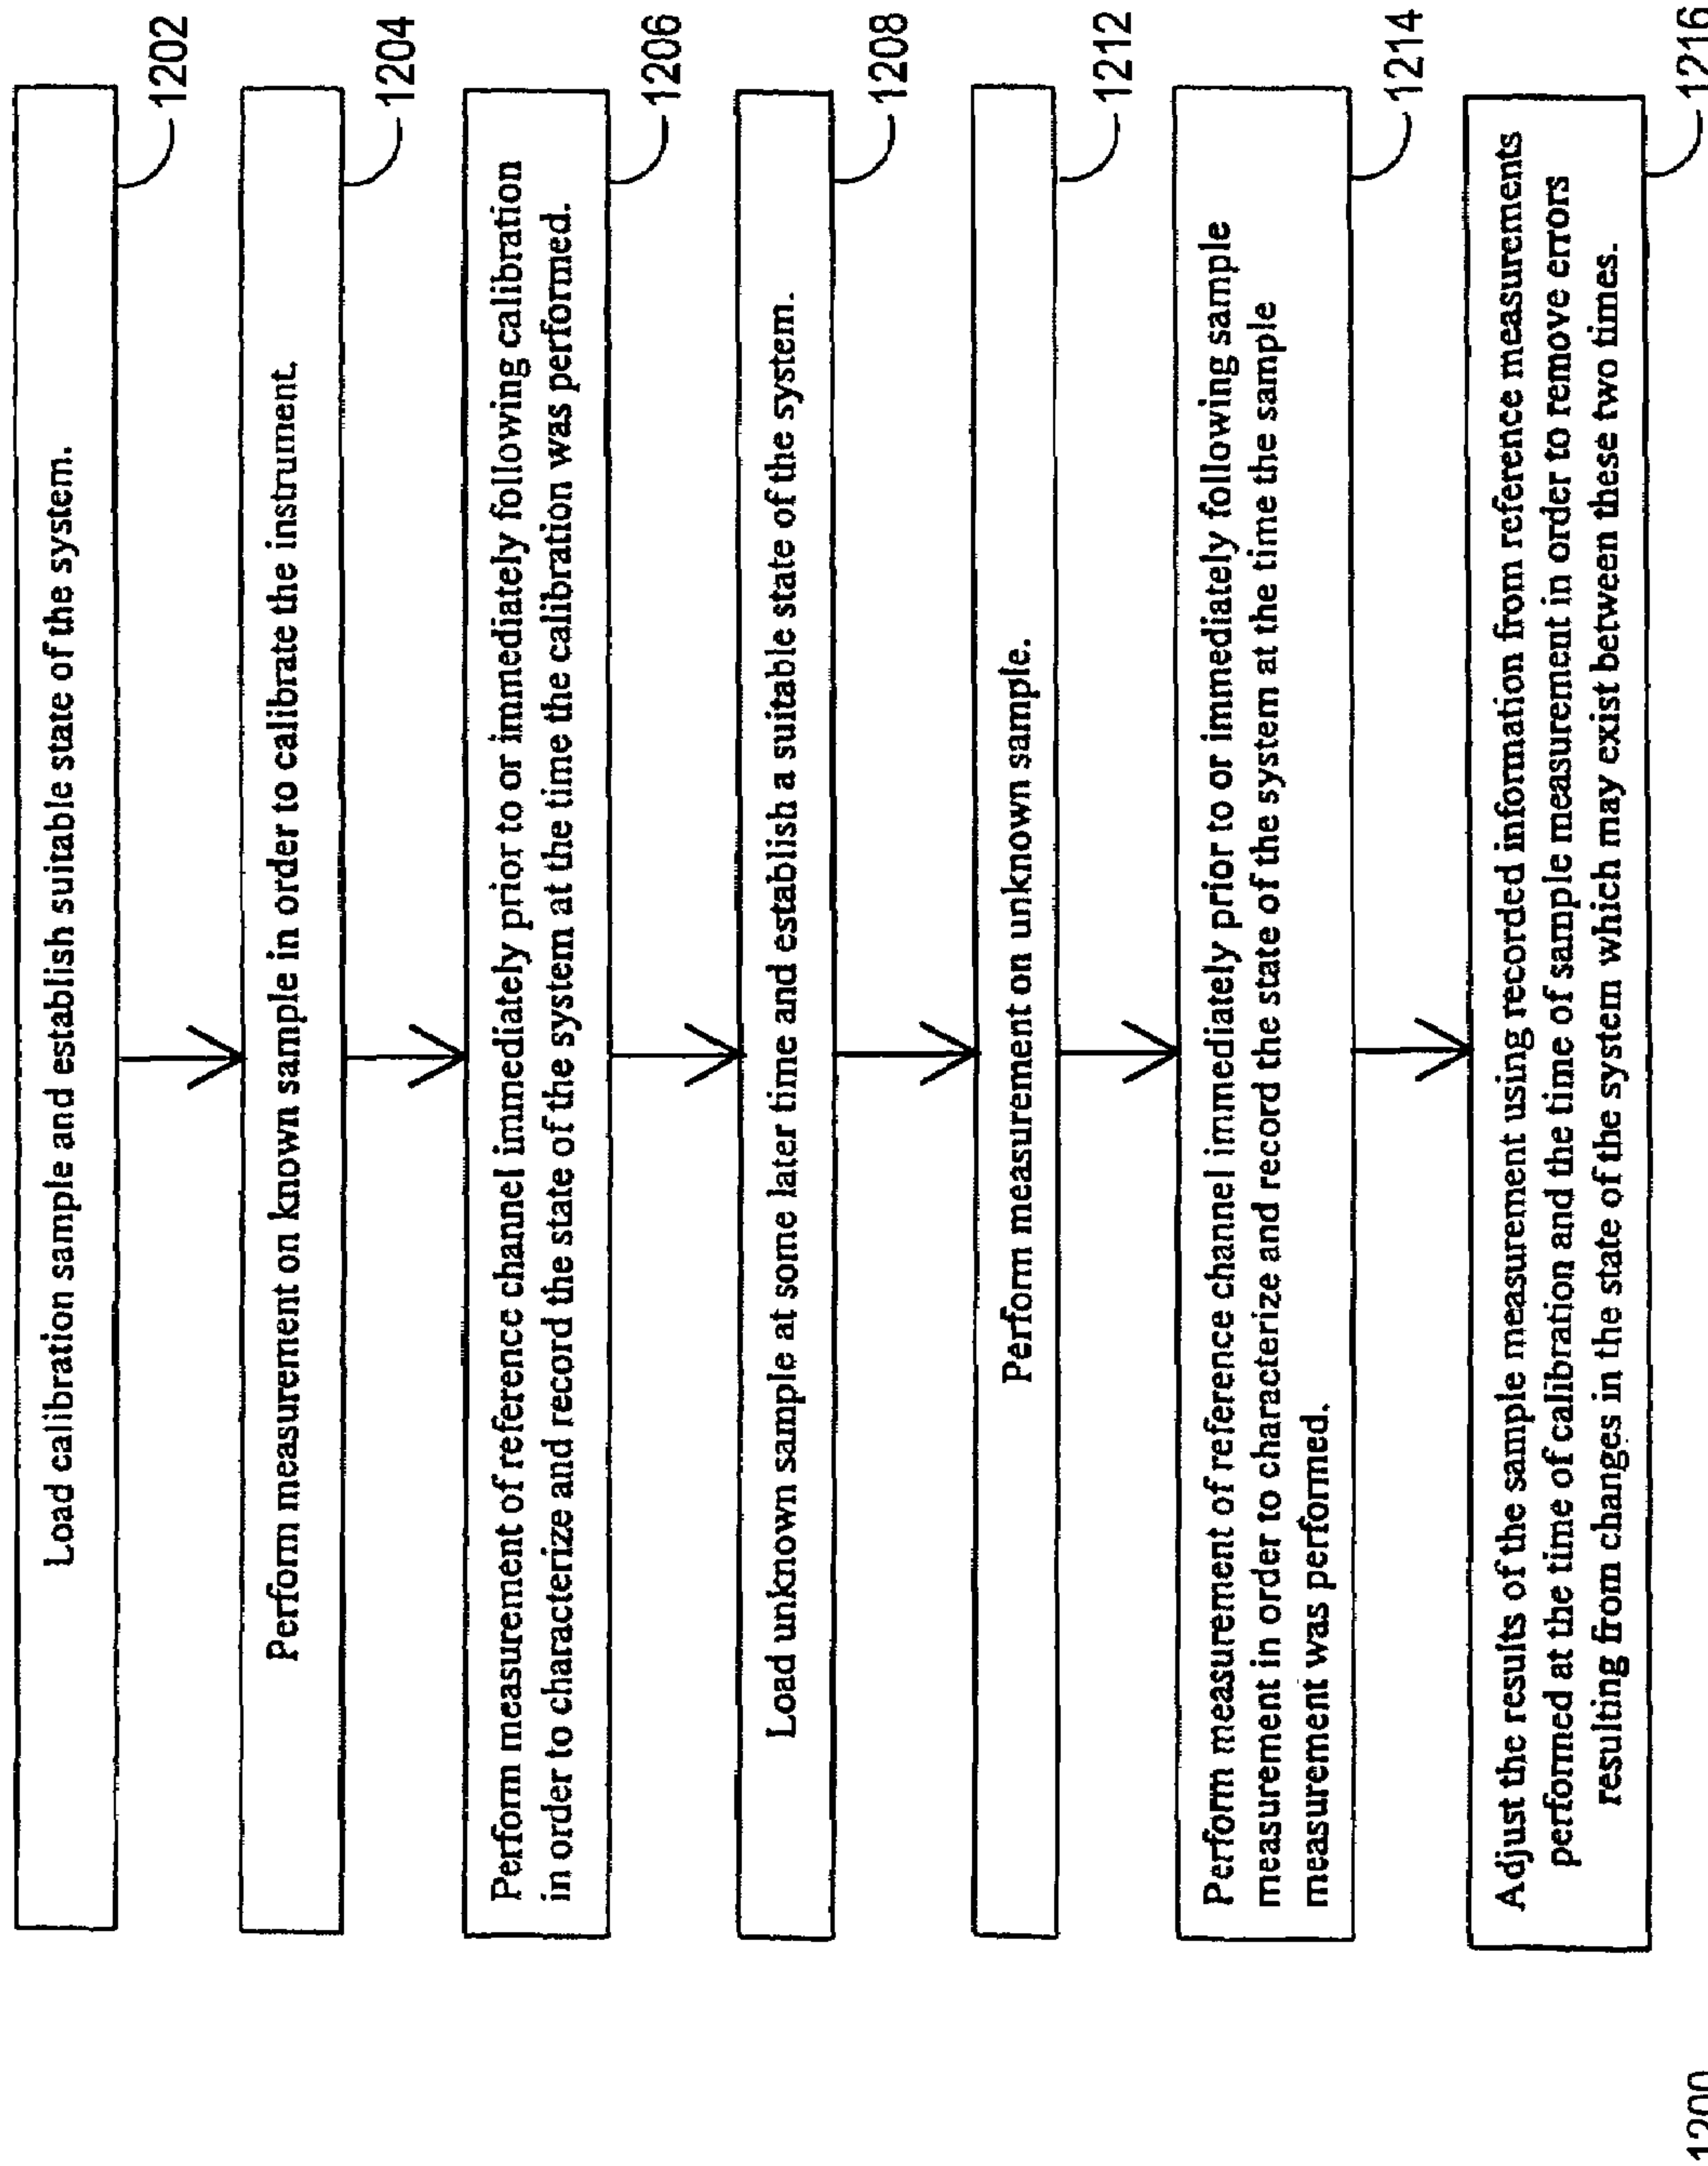 Load calibration sample and establish suitable state of the system.
1202
Perform measurement on known sample in order to calibrate the instrument.
1204
Perform measurement of reference channel immediately prior to or immediately following calibration
in order to characterize and record the state of the system at the time the calibration was performed.
1206
Load unknown sample at some later time and establish a suitable state of the system.
1208
Perform measurement on unknown sample.
1212
Perform measurement of reference channel immediately prior to or immediately following sample
measurement in order to characterize and record the state of the system at the time the sample
measurement was performed.
1214
Adjust the results of the sample measurement using recorded information from reference measurements
performed at the time of calibration and the time of sample measurement in order to remove errors
resulting from changes in the state of the system which may exist between these two times.
1216
1200